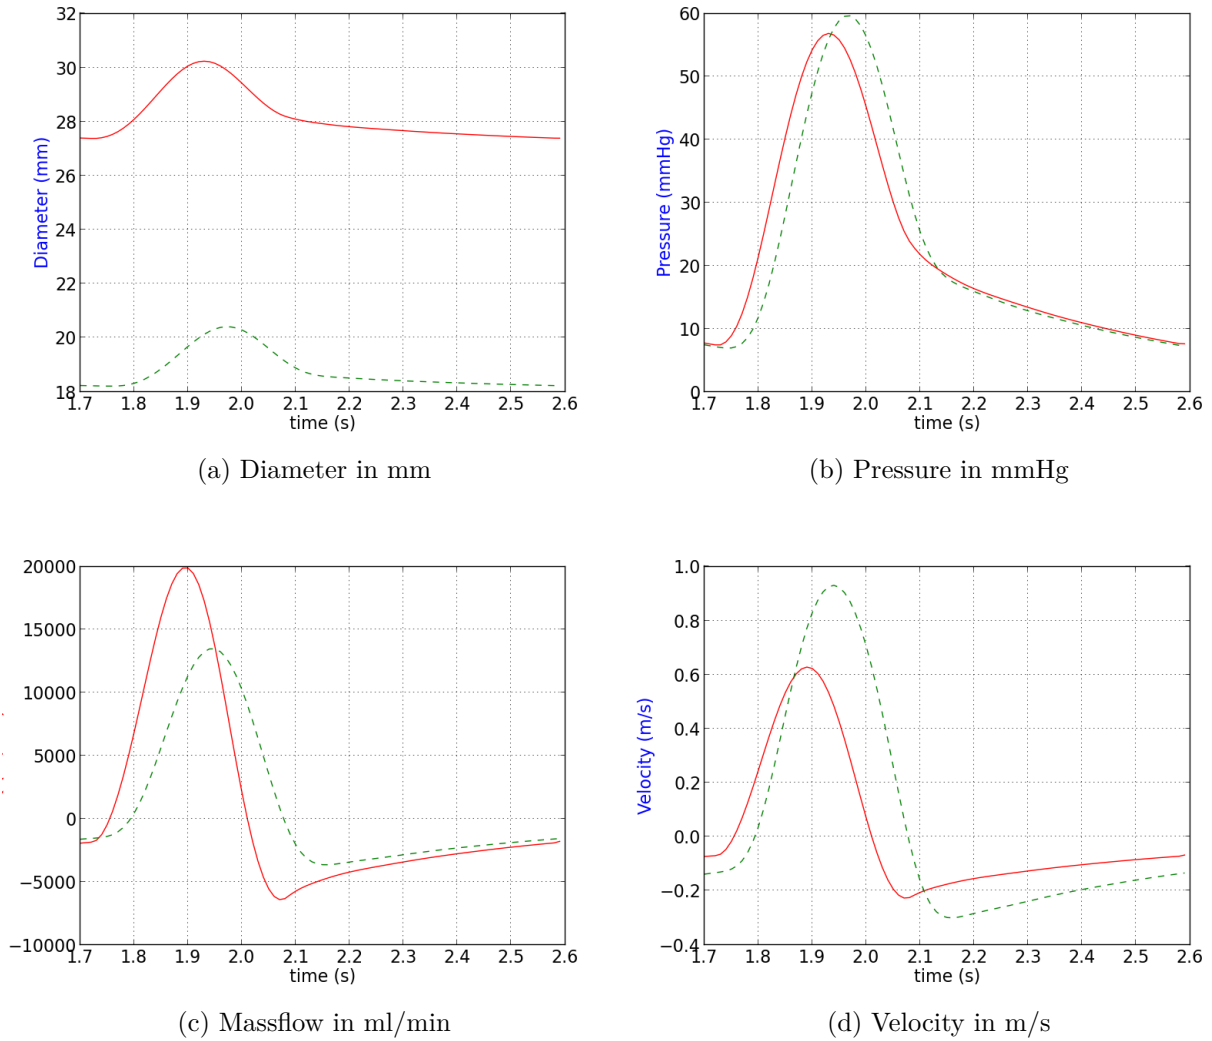 32
30
28
26
24
22
20
18
Diameter (mm)
1.7 1.8 1.9 2.0 2.1 2.2 2.3 2.4 2.5 2.6
time (s)
(a) Diameter in mm
60
50
40
30
20
10
0
Pressure (mmHg)
1.7 1.8 1.9 2.0 2.1 2.2 2.3 2.4 2.5 2.6
time (s)
(b) Pressure in mmHg
20000
15000
10000
5000
0
−5000
−10000
1.7 1.8 1.9 2.0 2.1 2.2 2.3 2.4 2.5 2.6
time (s)
(c) Massflow in ml/min
1.0
0.8
0.6
0.4
0.2
0.0
−0.2
−0.4
Velocity (m/s)
1.7 1.8 1.9 2.0 2.1 2.2 2.3 2.4 2.5 2.6
time (s)
(d) Velocity in m/s